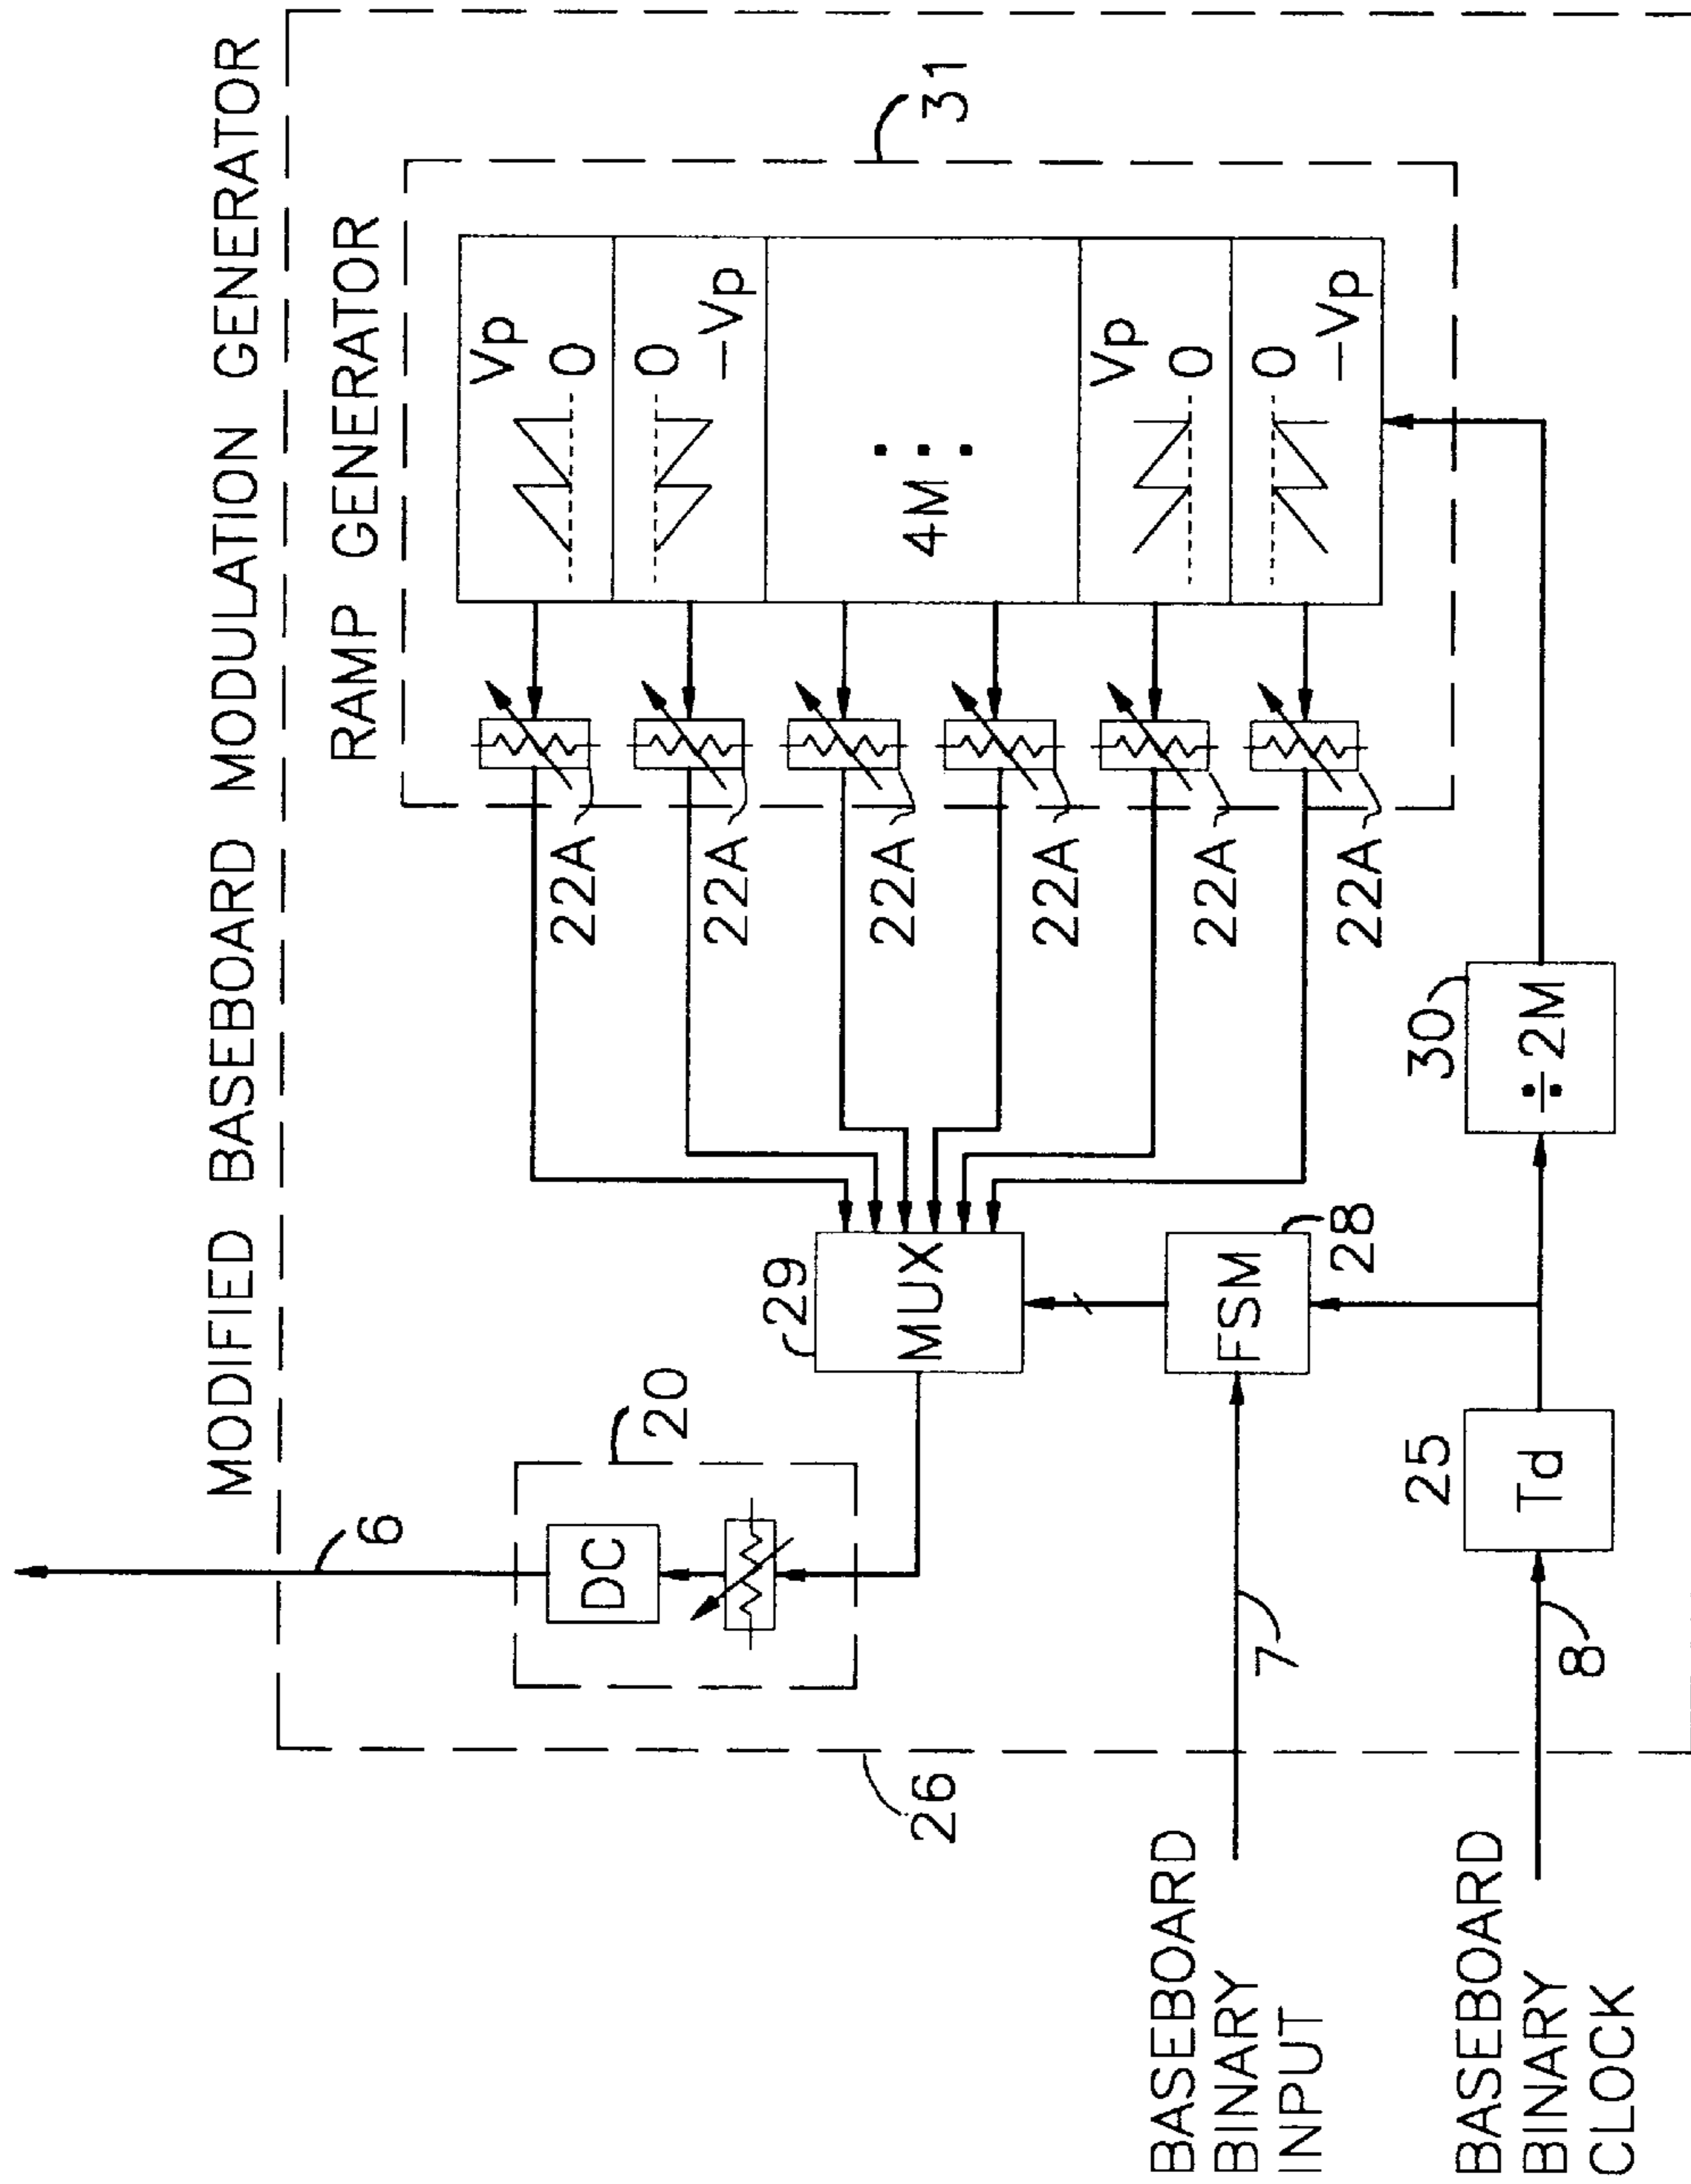 MODIFIED BASEBOARD MODULATION GENERATOR
RAMP GENERATOR
31
Vp
0
0
-Vp
4M
Vp
0
0
-Vp
22A
22A
22A
22A
22A
22A
6
DC
20
29
MUX
FSM
28
30
÷2M
25
Td
7
8
26
BASEBOARD
BINARY
INPUT
BASEBOARD
BINARY
CLOCK